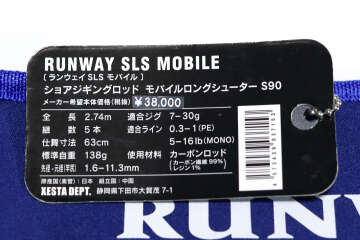 RUNWAY SLS MOBILE
〔ランウェイ SLS モバイル〕
ショアジギングロッド モバイルロングシューター S90
メーカー希望本体価格(税抜) ¥38,000
全 長 2.74m 適合ジグ 7−30g
継 数 5 本 適合ライン 0.3−1(PE)
仕舞寸法 63cm 5−16lb(MONO)
標準自重 138g 使用材料 カーボンロッド
先径・元径(竿尻) 1.6−11.3mm カーボン繊維 99% レジン 1%
原産国(素管): 日本 組立国: 中国
XESTA DEPT. 静岡県下田市大賀茂 7-1
RUNW